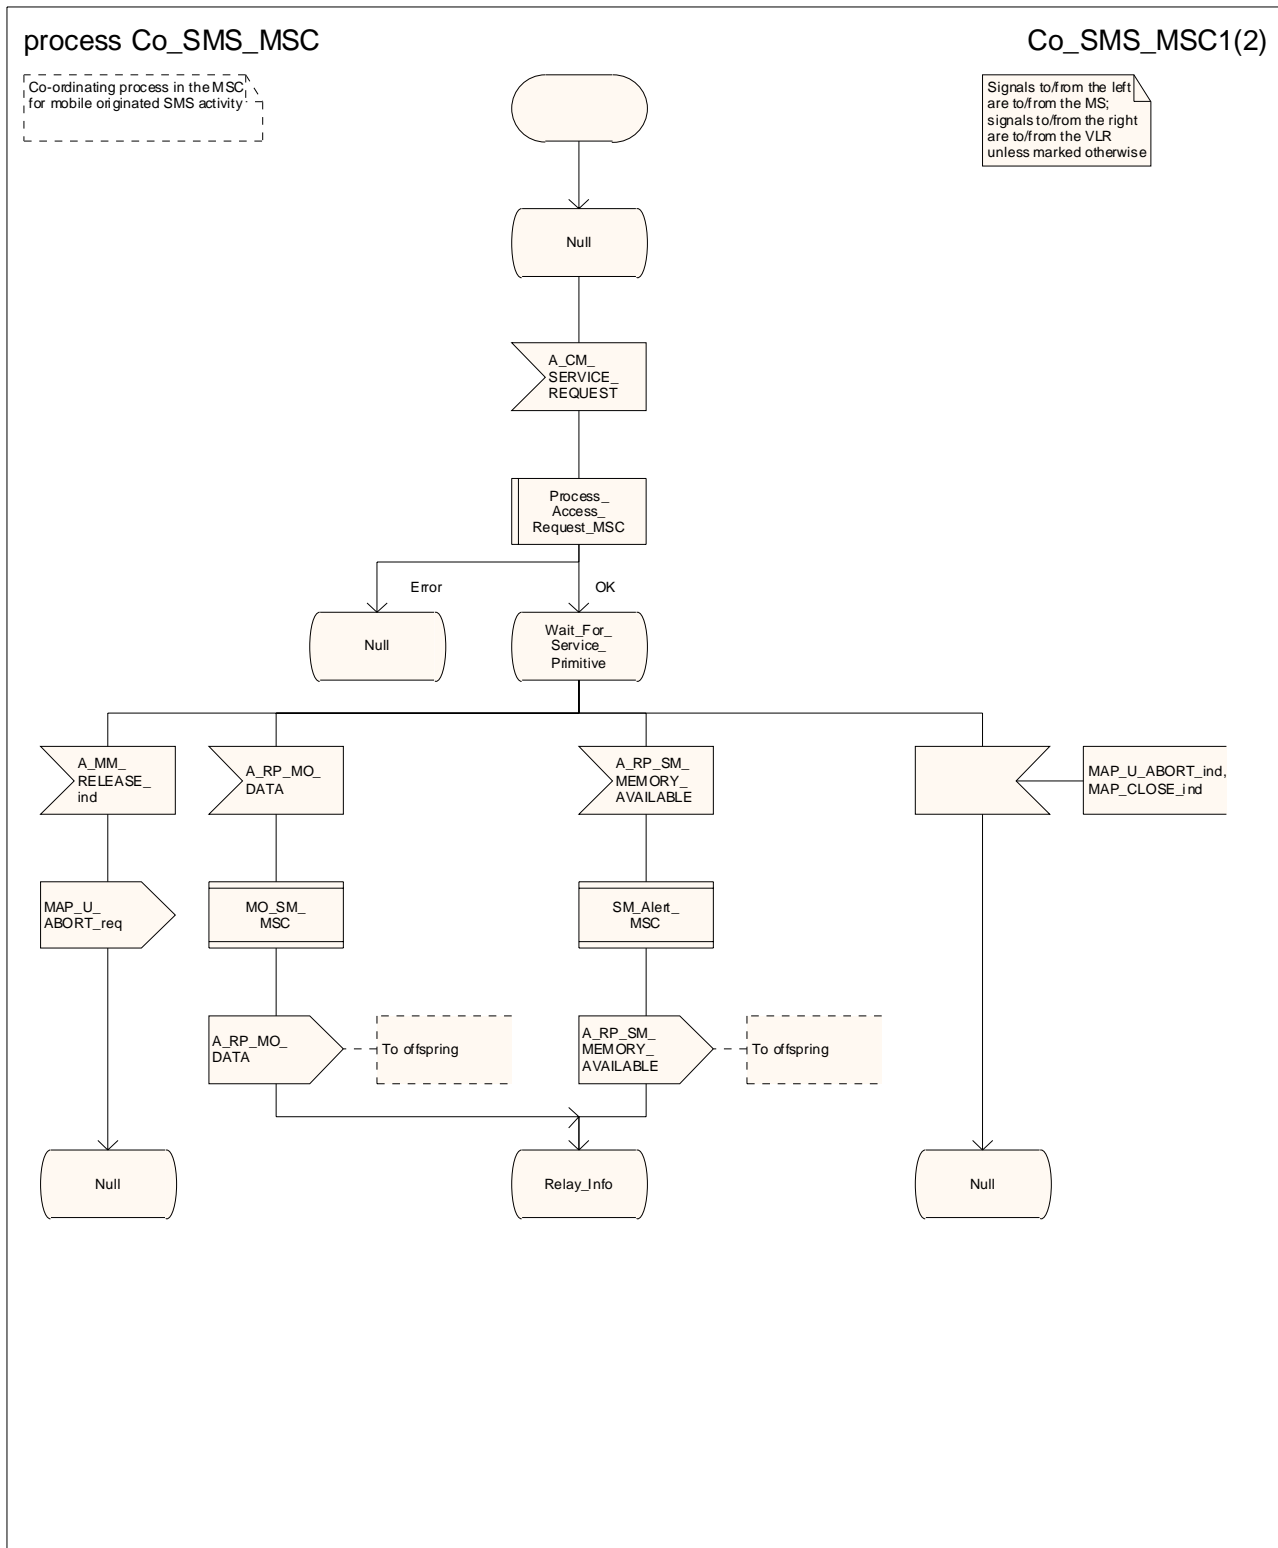 process Co_SMS_MSC
Co_SMS_MSC1(2)
Co-ordinating process in the MSC
for mobile originated SMS activity
Signals to/from the left
are to/from the MS;
signals to/from the right
are to/from the VLR
unless marked otherwise
Null
A_CM_
SERVICE_
REQUEST
Process_
Access_
Request_MSC
Error
OK
Null
Wait_For_
Service_
Primitive
A_MM_
RELEASE_
ind
A_RP_MO_
DATA
A_RP_SM_
MEMORY_
AVAILABLE
MAP_U_ABORT_ind,
MAP_CLOSE_ind
MAP_U_
ABORT_req
MO_SM_
MSC
SM_Alert_
MSC
A_RP_MO_
DATA
To offspring
A_RP_SM_
MEMORY_
AVAILABLE
To offspring
Null
Relay_Info
Null